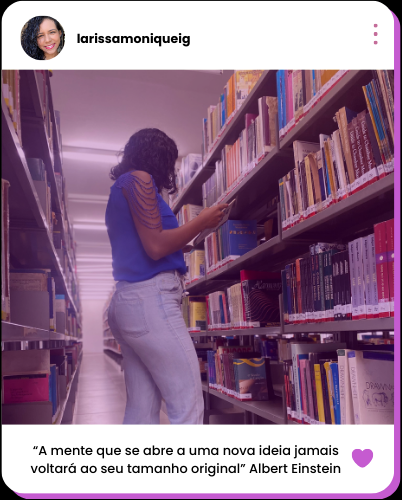 larissamoniqueig
“A mente que se abre a uma nova ideia jamais
voltará ao seu tamanho original” Albert Einstein